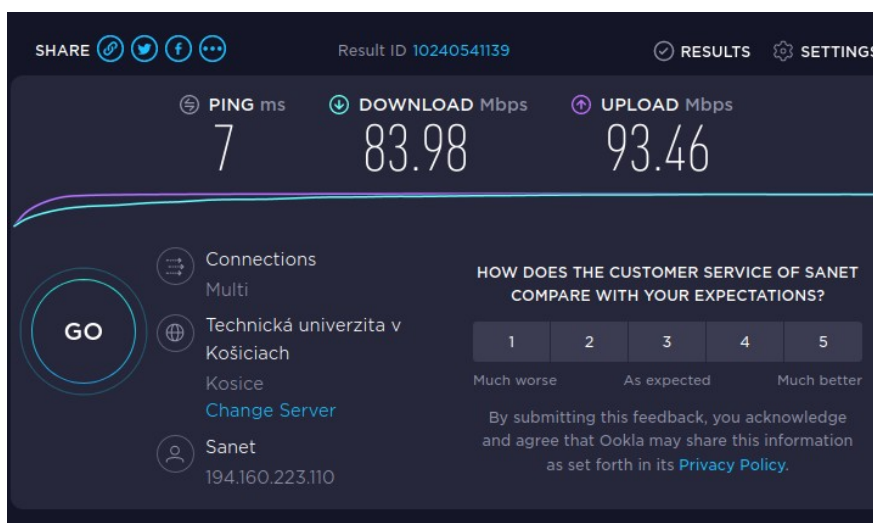 SHARE
Result ID 10240541139
RESULTS
SETTINGS
PING ms
7
DOWNLOAD Mbps
83.98
UPLOAD Mbps
93.46
GO
Connections
Multi
Technická univerzita v
Košiciach
Kosice
Change Server
Sanet
194.160.223.110
HOW DOES THE CUSTOMER SERVICE OF SANET
COMPARE WITH YOUR EXPECTATIONS?
1 2 3 4 5
Much worse As expected Much better
By submitting this feedback, you acknowledge
and agree that Ookla may share this information
as set forth in its Privacy Policy.